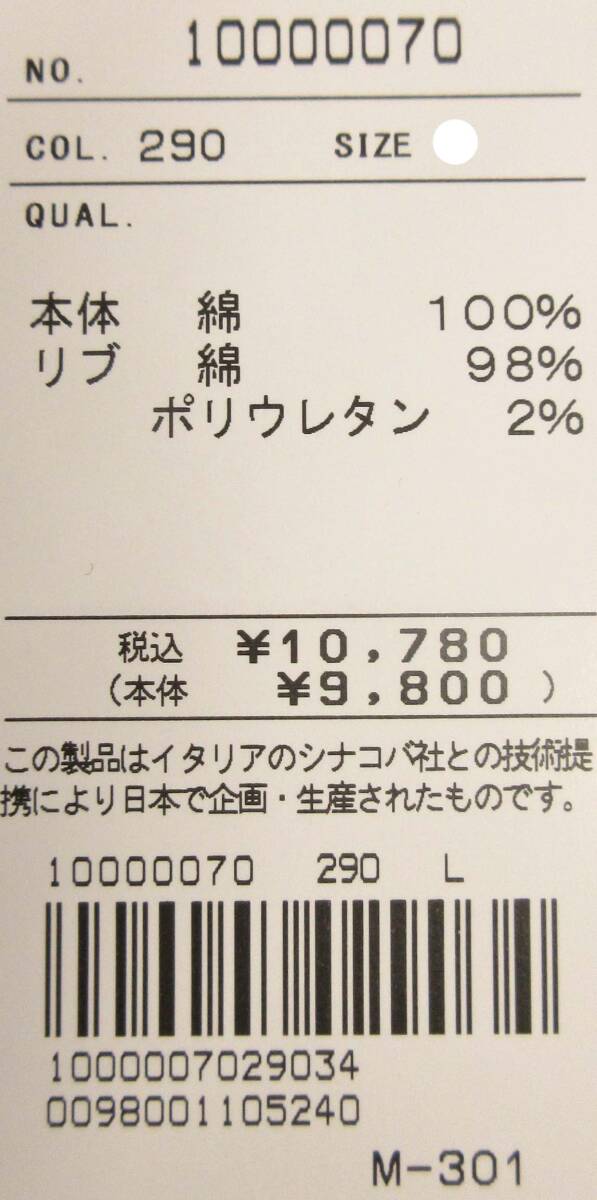 NO. 10000070
COL. 290 SIZE
QUAL.
本体 綿 100%
リブ 綿 98%
ポリウレタン 2%
税込 ¥10,780
(本体 ¥9,800)
この製品はイタリアのシナコバ社との技術提
携により日本で企画・生産されたものです。
10000070 290 L
1000007029034
0098001105240
M-301